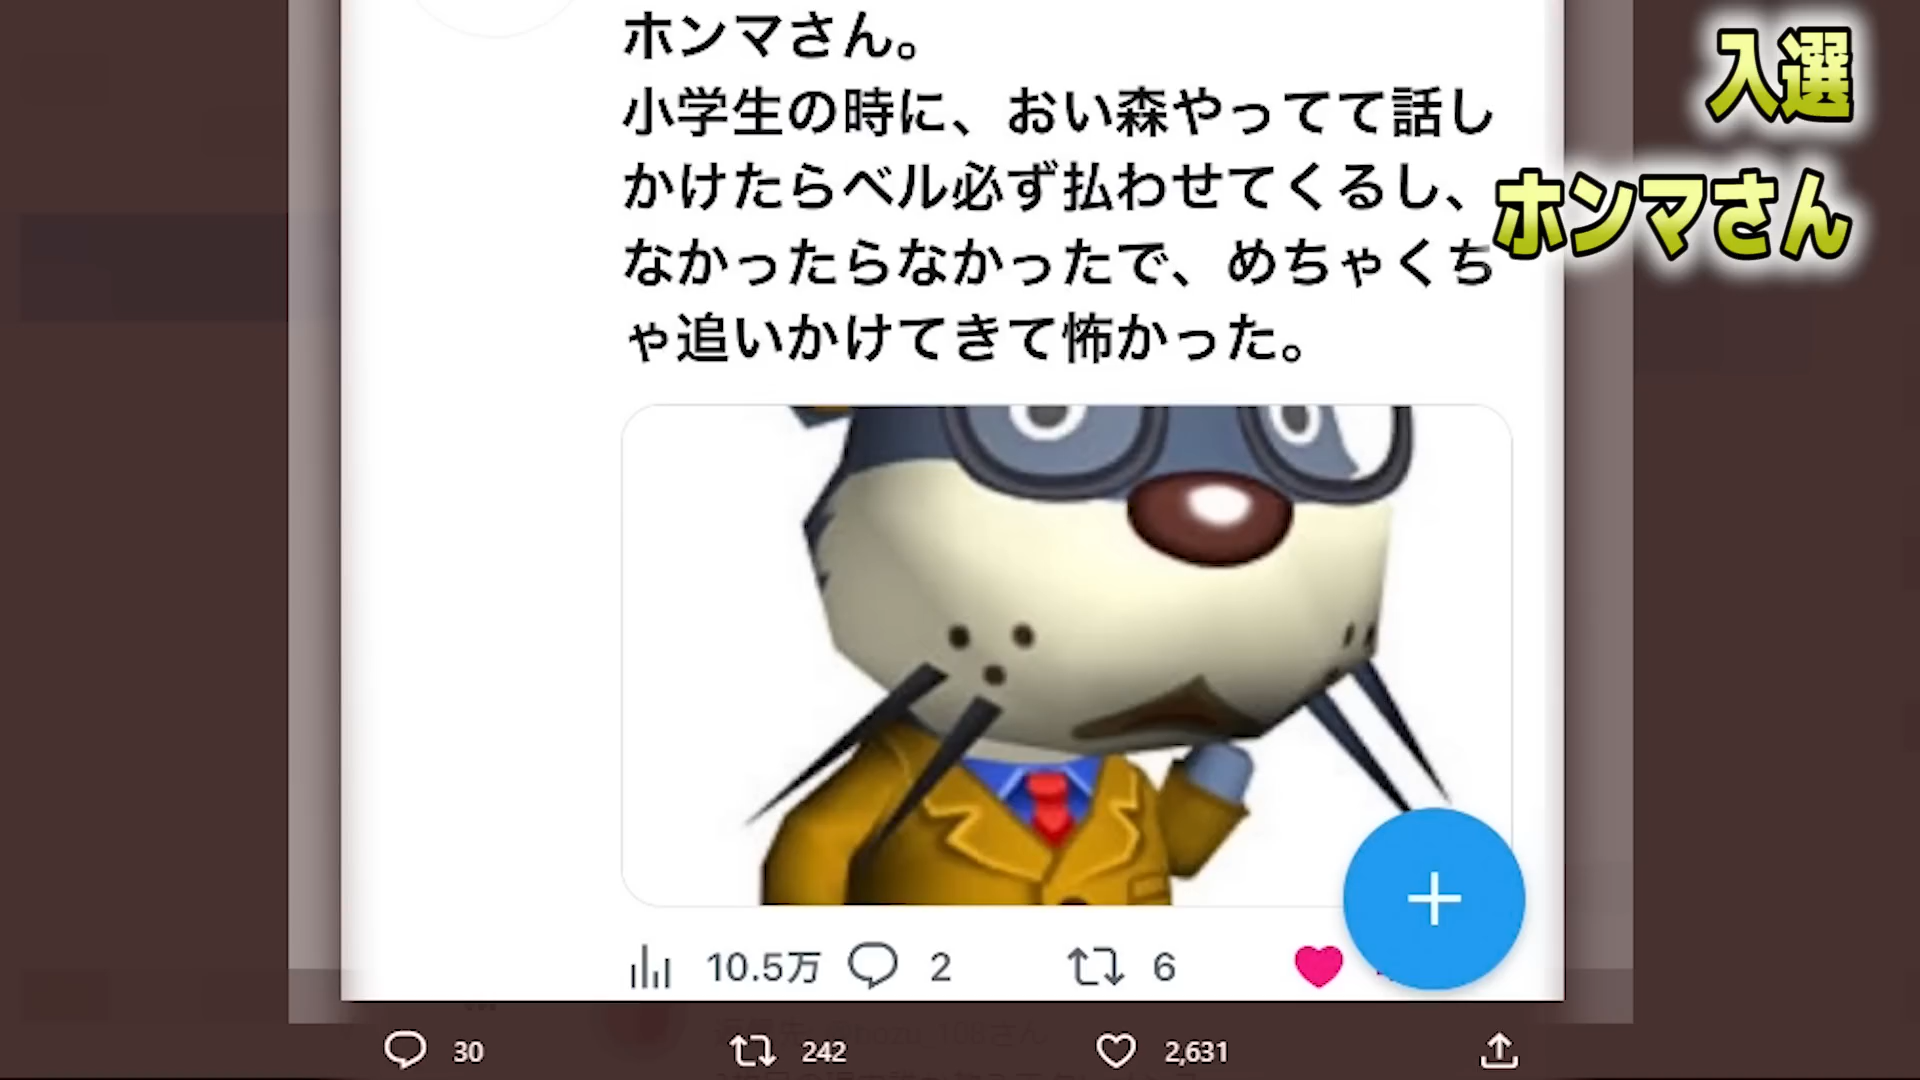 ホンマさん。
小学生の時に、おい森やってて話し
かけたらベル必ず払わせてくるし、
なかったらなかったで、めちゃくち
ゃ追いかけてきて怖かった。
入選
ホンマさん
10.5万 2 6
30 242 2,631